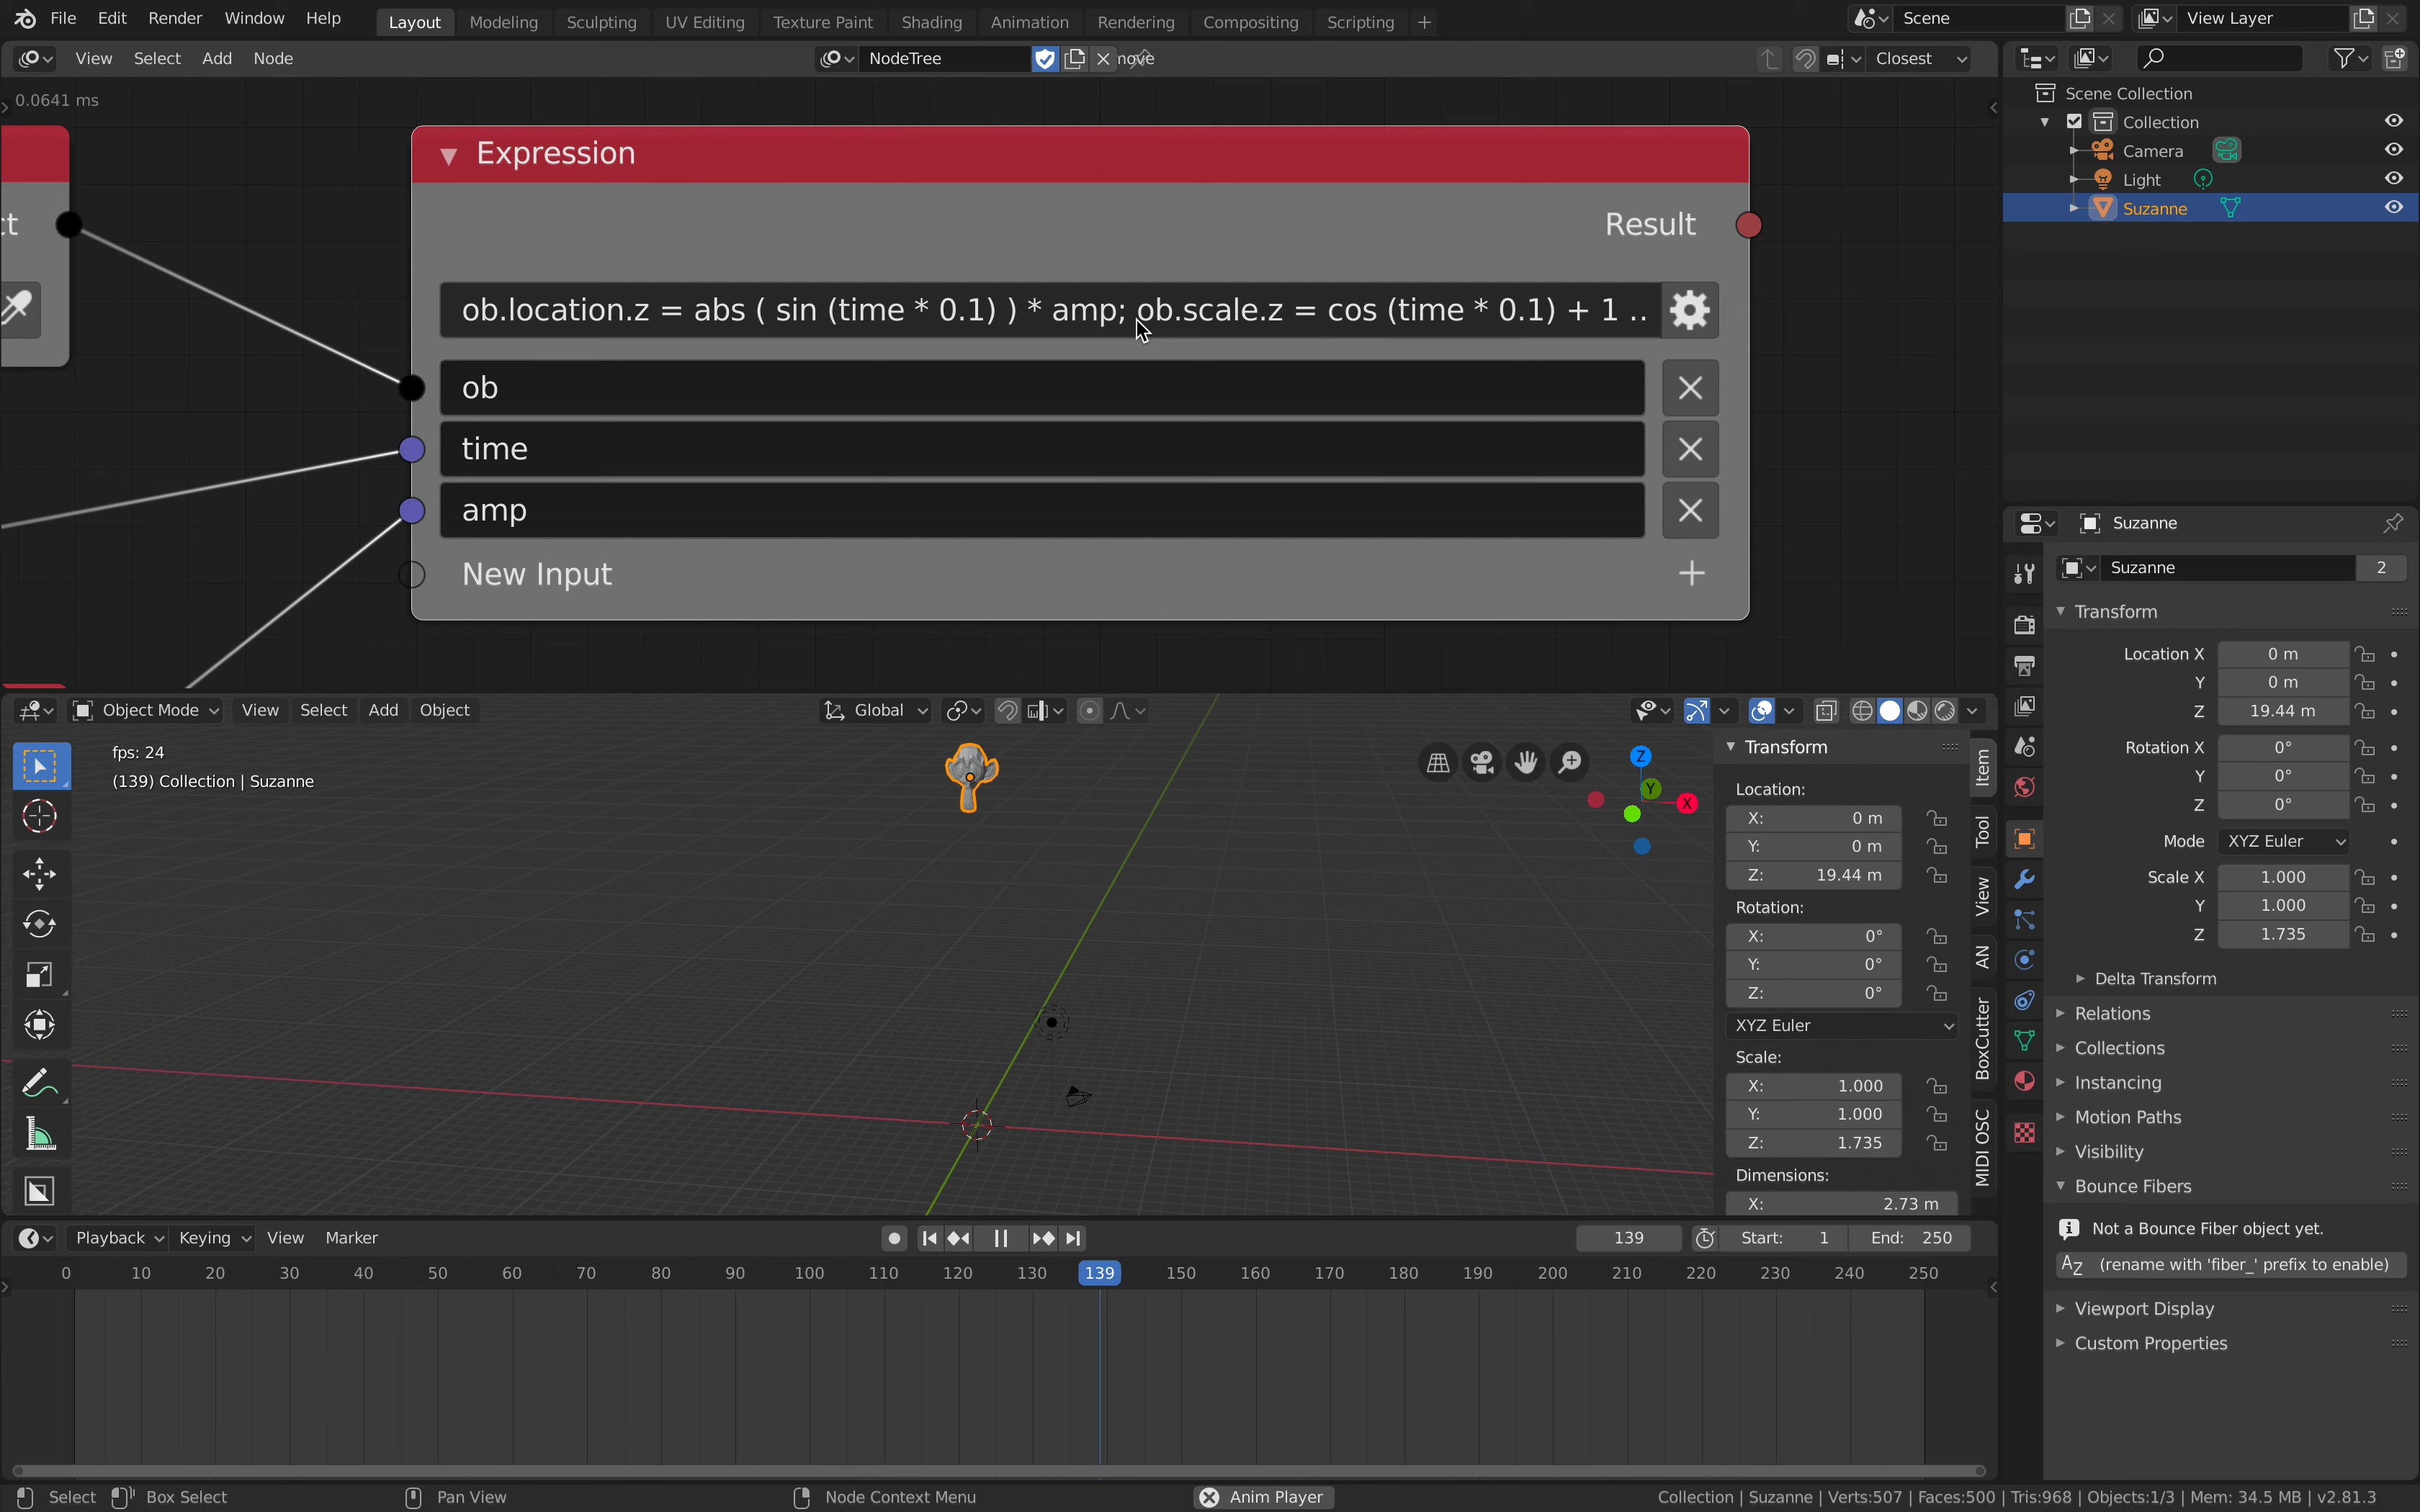 File Edit Render Window Help Layout Modeling Sculpting UV Editing Texture Paint Shading Animation Rendering Compositing Scripting + Scene View Layer
View Select Add Node NodeTree Closest
0.0641 ms
Expression
Result
ob.location.z = abs ( sin (time * 0.1) ) * amp; ob.scale.z = cos (time * 0.1) + 1 ..
ob
time
amp
New Input +
Scene Collection
Collection
Camera
Light
Suzanne
Suzanne
Suzanne 2
Transform
Location X 0 m
Y 0 m
Z 19.44 m
Rotation X 0°
Y 0°
Z 0°
Mode XYZ Euler
Scale X 1.000
Y 1.000
Z 1.735
Delta Transform
Relations
Collections
Instancing
Motion Paths
Visibility
Bounce Fibers
Not a Bounce Fiber object yet.
(rename with 'fiber_' prefix to enable)
Viewport Display
Custom Properties
Object Mode View Select Add Object Global
fps: 24
(139) Collection | Suzanne
Z
Y
X
Transform
Location:
X: 0 m
Y: 0 m
Z: 19.44 m
Rotation:
X: 0°
Y: 0°
Z: 0°
XYZ Euler
Scale:
X: 1.000
Y: 1.000
Z: 1.735
Dimensions:
X: 2.73 m
Item
Tool
View
AN
BoxCutter
MIDI OSC
Playback Keying View Marker 139 Start: 1 End: 250
0 10 20 30 40 50 60 70 80 90 100 110 120 130 139 150 160 170 180 190 200 210 220 230 240 250
Select Box Select Pan View Node Context Menu Anim Player Collection | Suzanne | Verts:507 | Faces:500 | Tris:968 | Objects:1/3 | Mem: 34.5 MB | v2.81.3